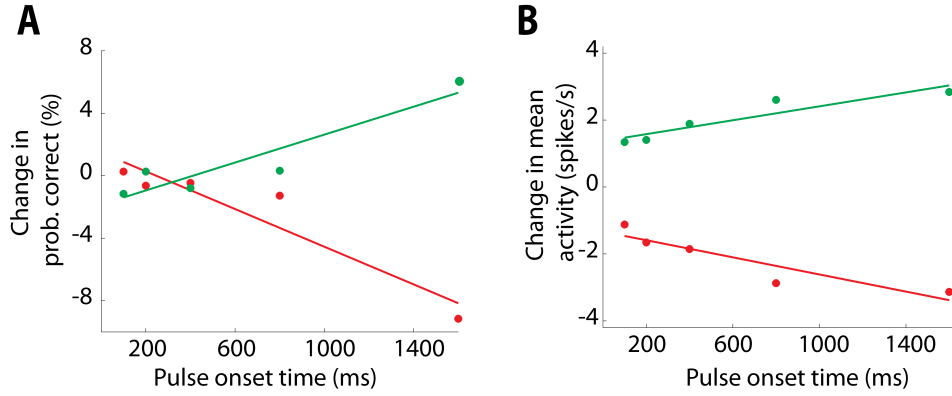 A
8
4
0
-4
-8
Change in
prob. correct (%)
200 600 1000 1400
Pulse onset time (ms)
B
4
2
0
-2
-4
Change in mean
activity (spikes/s)
200 600 1000 1400
Pulse onset time (ms)